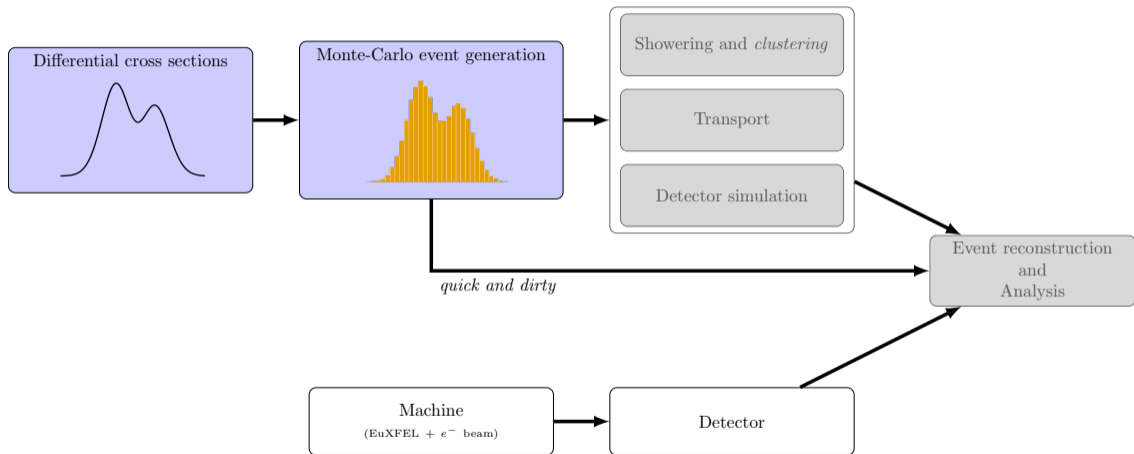 Differential cross sections
Monte-Carlo event generation
Showering and clustering
Transport
Detector simulation
quick and dirty
Event reconstruction
and
Analysis
Machine
(EuXFEL + e⁻ beam)
Detector